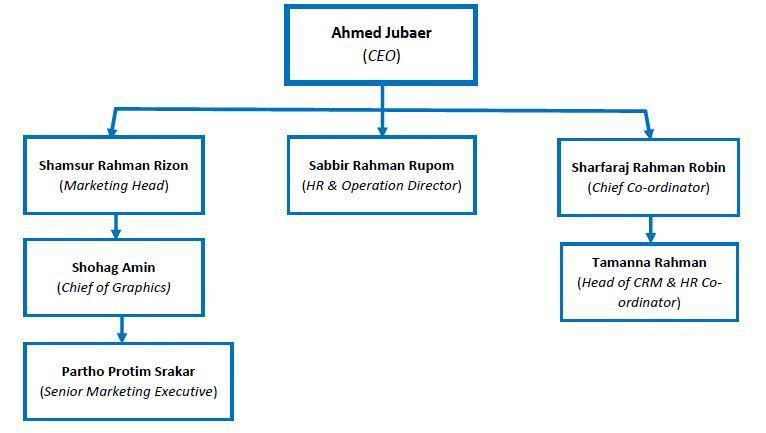 Ahmed Jubaer
(CEO)
Shamsur Rahman Rizon
(Marketing Head)
Sabbir Rahman Rupom
(HR & Operation Director)
Sharfaraj Rahman Robin
(Chief Co-ordinator)
Shohag Amin
(Chief of Graphics)
Tamanna Rahman
(Head of CRM & HR Co-
ordinator)
Partho Protim Srakar
(Senior Marketing Executive)